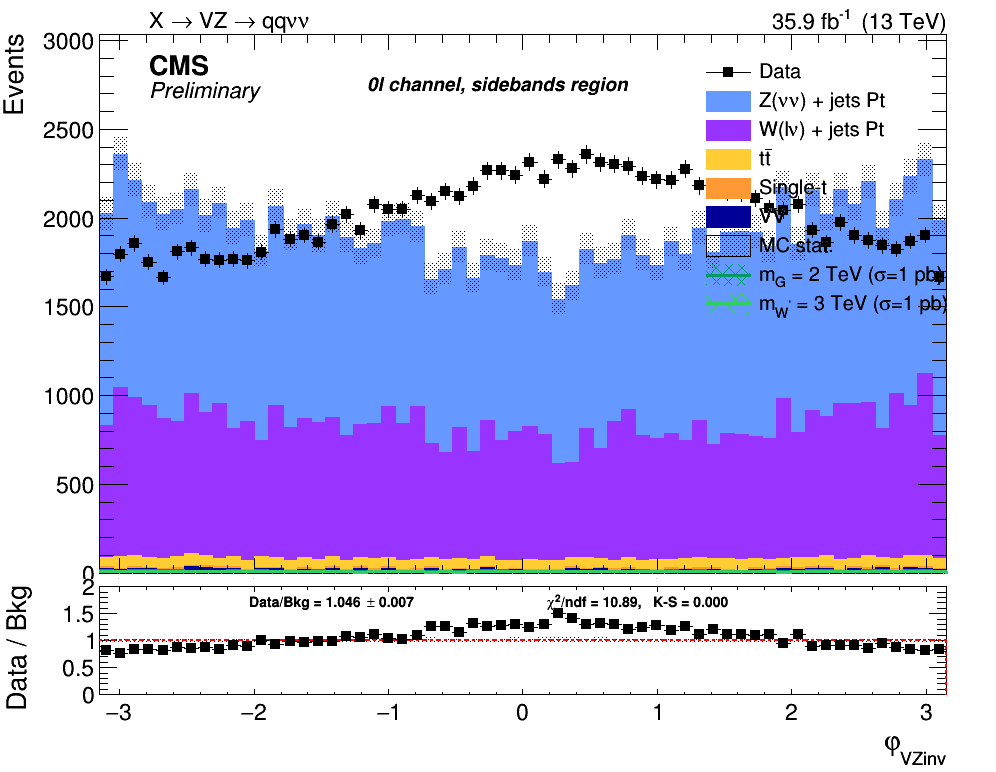 X → VZ → qqνν
35.9 fb⁻¹ (13 TeV)
CMS
Preliminary
0l channel, sidebands region
Events
3000
2500
2000
1500
1000
500
0
Data
Z(νν) + jets Pt
W(lν) + jets Pt
tt̄
Single-t
VV
MC stat.
m_G = 2 TeV (σ=1 pb)
m_W' = 3 TeV (σ=1 pb)
Data / Bkg
2
1.5
1
0.5
0
Data/Bkg = 1.046 ± 0.007
χ²/ndf = 10.89, K-S = 0.000
−3
−2
−1
0
1
2
3
φ_VZinv